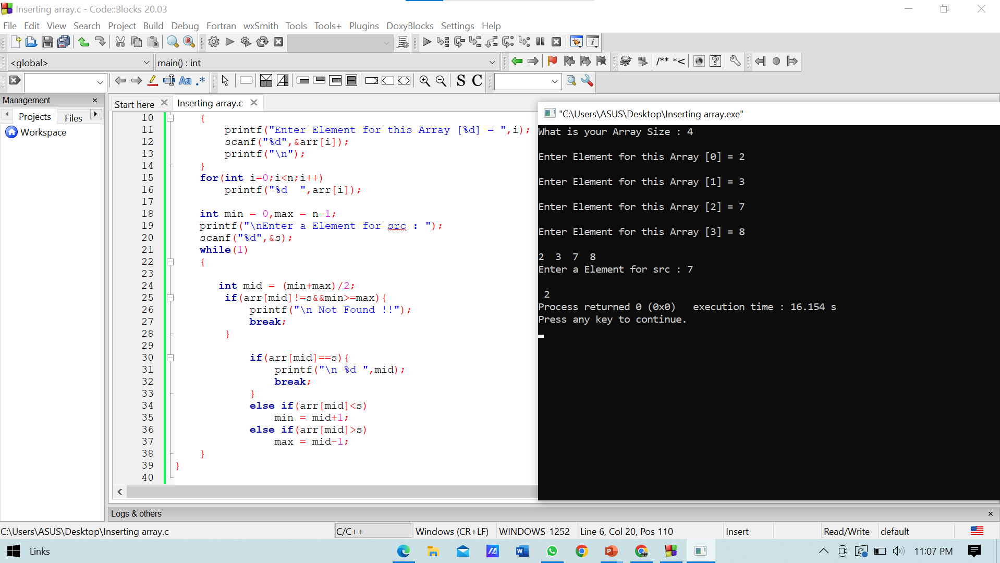 Inserting array.c - Code::Blocks 20.03
File Edit View Search Project Build Debug Fortran wxSmith Tools Tools+ Plugins DoxyBlocks Settings Help
<global> main() : int
/** *<
Aa .* S C
Management
Projects Files
Workspace
Start here Inserting array.c
10 {
11 printf("Enter Element for this Array [%d] = ",i);
12 scanf("%d",&arr[i]);
13 printf("\n");
14 }
15 for(int i=0;i<n;i++)
16 printf("%d  ",arr[i]);
17
18 int min = 0,max = n-1;
19 printf("\nEnter a Element for src : ");
20 scanf("%d",&s);
21 while(1)
22 {
23
24 int mid = (min+max)/2;
25 if(arr[mid]!=s&&min>=max){
26 printf("\n Not Found !!");
27 break;
28 }
29
30 if(arr[mid]==s){
31 printf("\n %d ",mid);
32 break;
33 }
34 else if(arr[mid]<s)
35 min = mid+1;
36 else if(arr[mid]>s)
37 max = mid-1;
38 }
39 }
40
"C:\Users\ASUS\Desktop\Inserting array.exe"
What is your Array Size : 4
Enter Element for this Array [0] = 2
Enter Element for this Array [1] = 3
Enter Element for this Array [2] = 7
Enter Element for this Array [3] = 8
2  3  7  8
Enter a Element for src : 7
2
Process returned 0 (0x0)   execution time : 16.154 s
Press any key to continue.
Logs & others
C:\Users\ASUS\Desktop\Inserting array.c C/C++ Windows (CR+LF) WINDOWS-1252 Line 6, Col 20, Pos 110 Insert Read/Write default
Links 11:07 PM